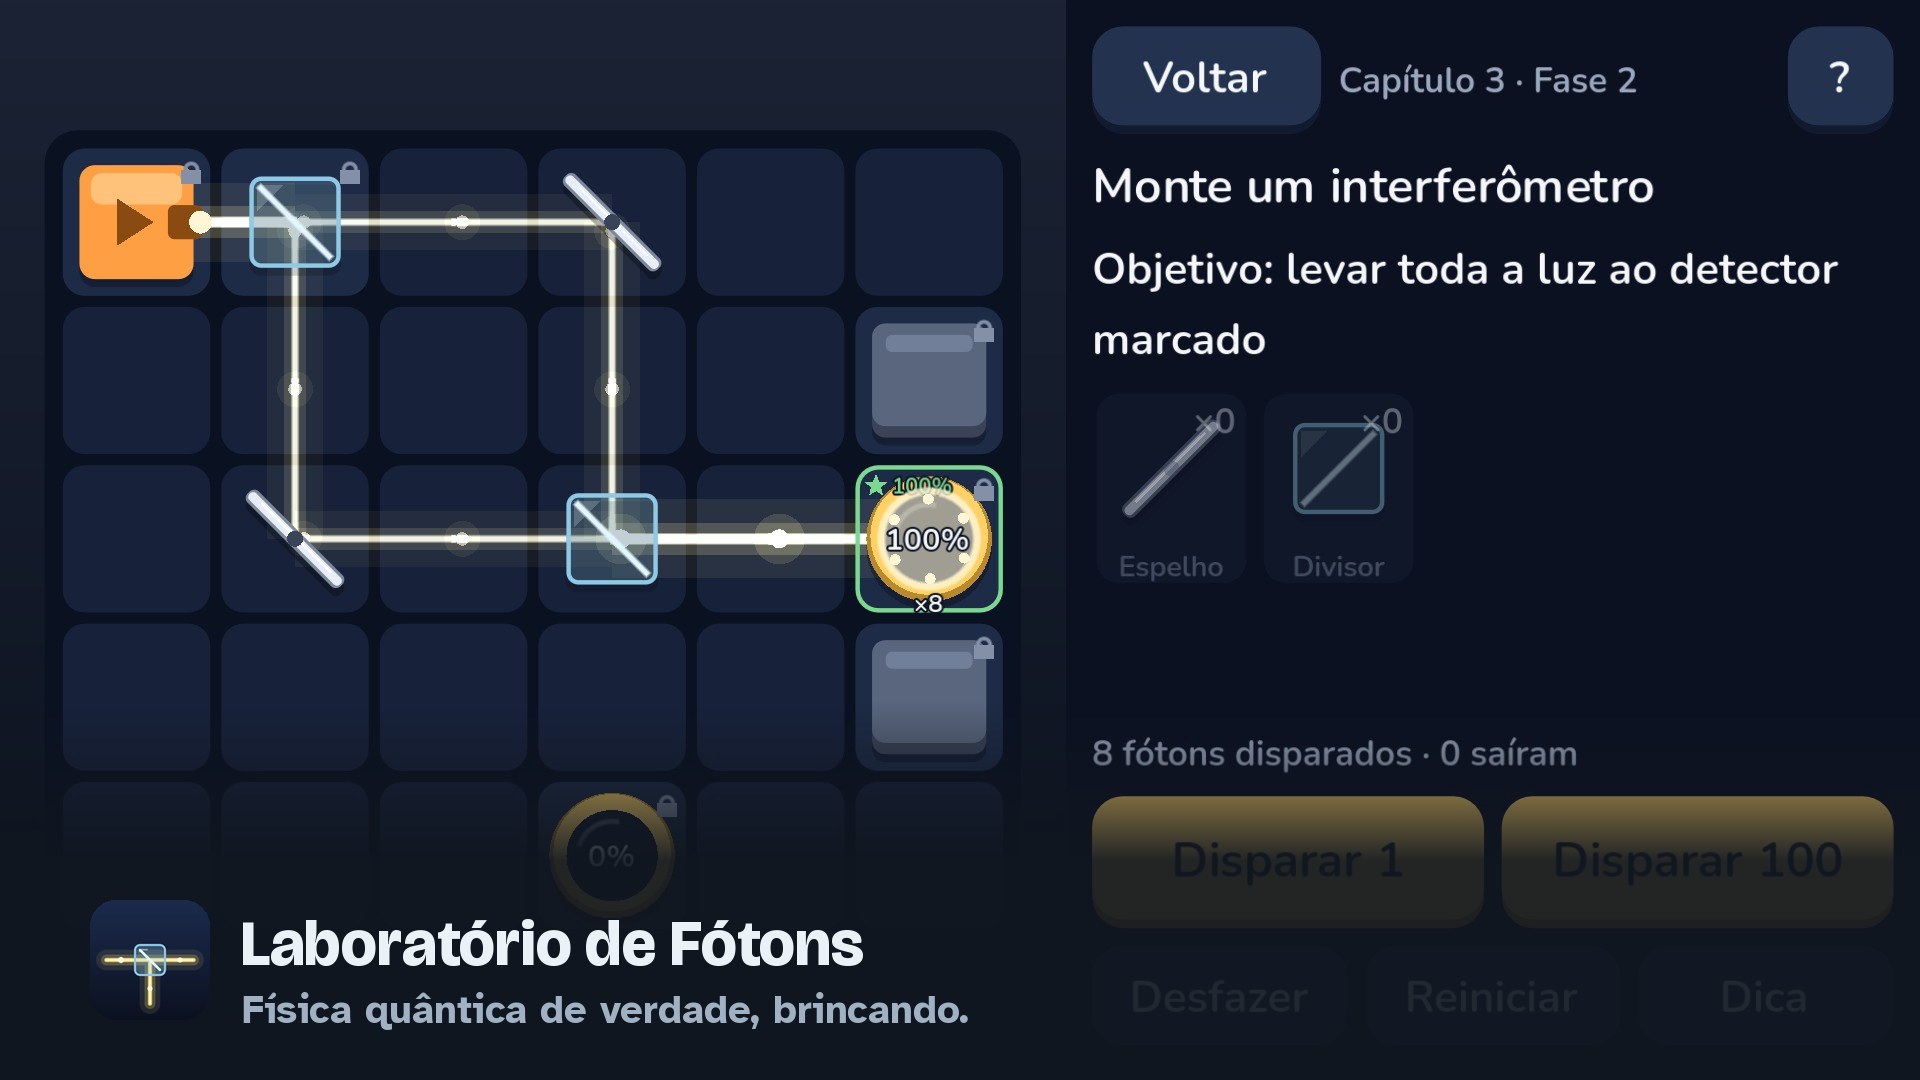 Voltar
Capítulo 3 · Fase 2
?
Monte um interferômetro
Objetivo: levar toda a luz ao detector
marcado
×0
×0
Espelho
Divisor
100%
100%
×8
0%
8 fótons disparados · 0 saíram
Disparar 1
Disparar 100
Desfazer
Reiniciar
Dica
Laboratório de Fótons
Física quântica de verdade, brincando.